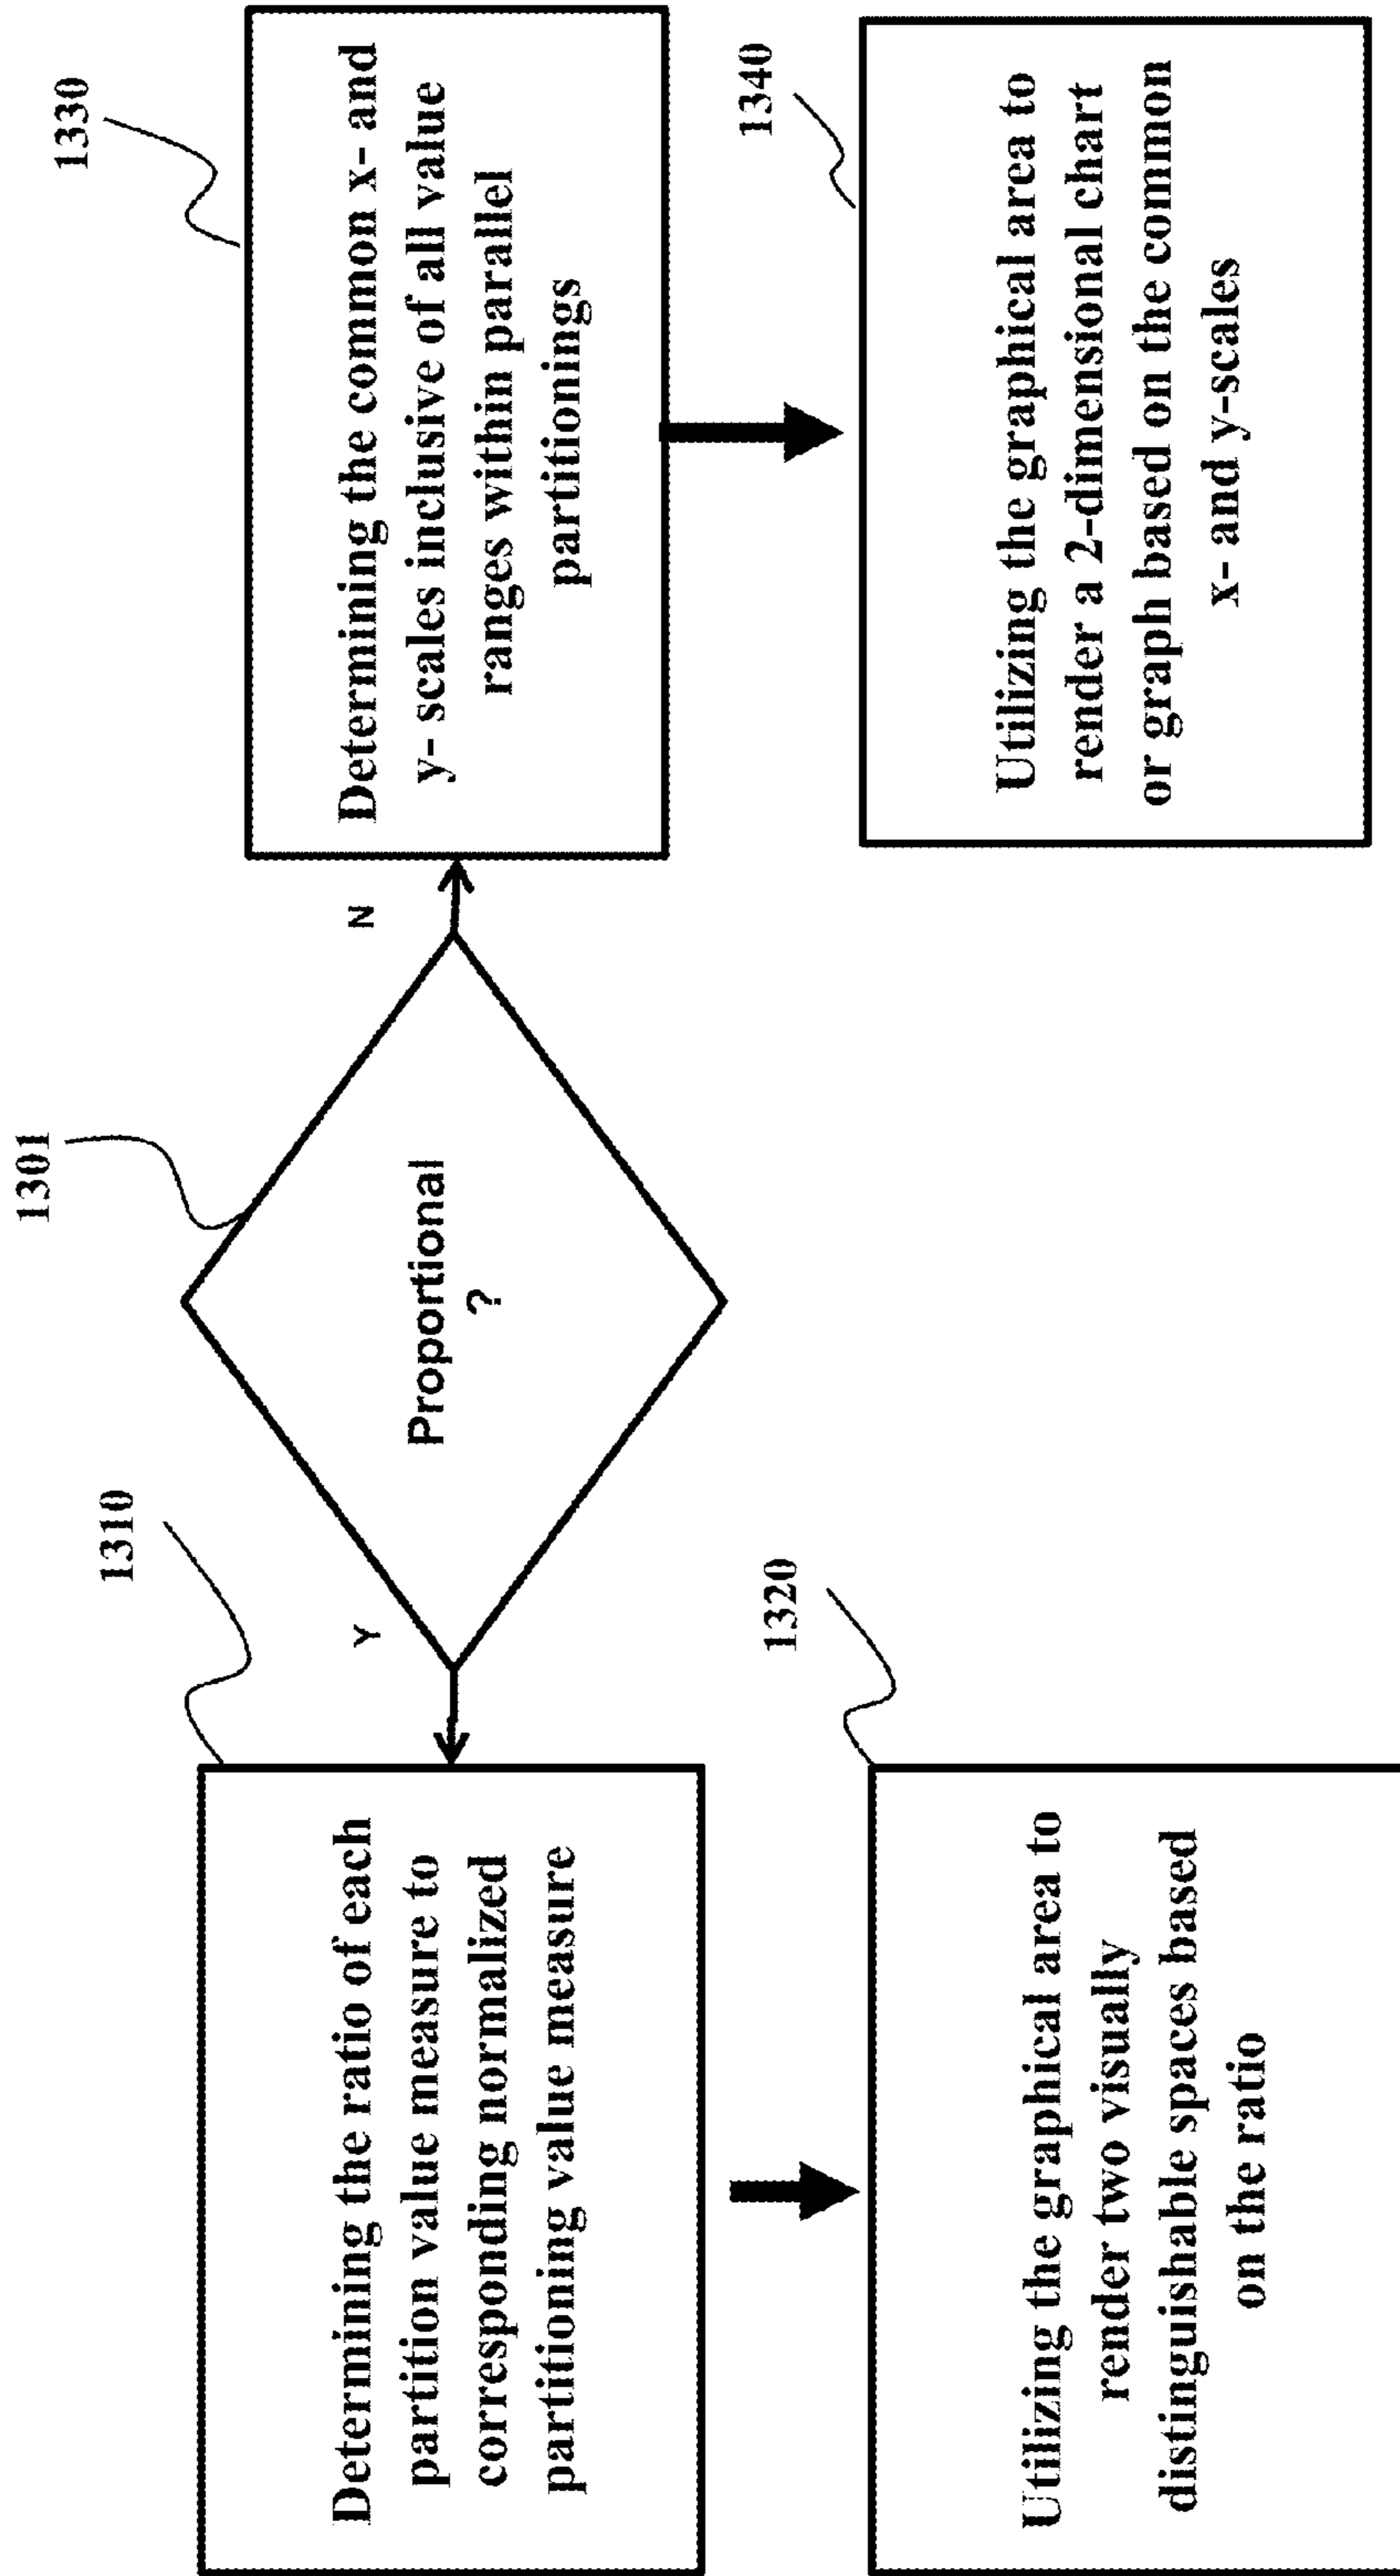 1301
Proportional
?
Y
N
1310
Determining the ratio of each
partition value measure to
corresponding normalized
partitioning value measure
1320
Utilizing the graphical area to
render two visually
distinguishable spaces based
on the ratio
1330
Determining the common x- and
y- scales inclusive of all value
ranges within parallel
partitionings
1340
Utilizing the graphical area to
render a 2-dimensional chart
or graph based on the common
x- and y-scales